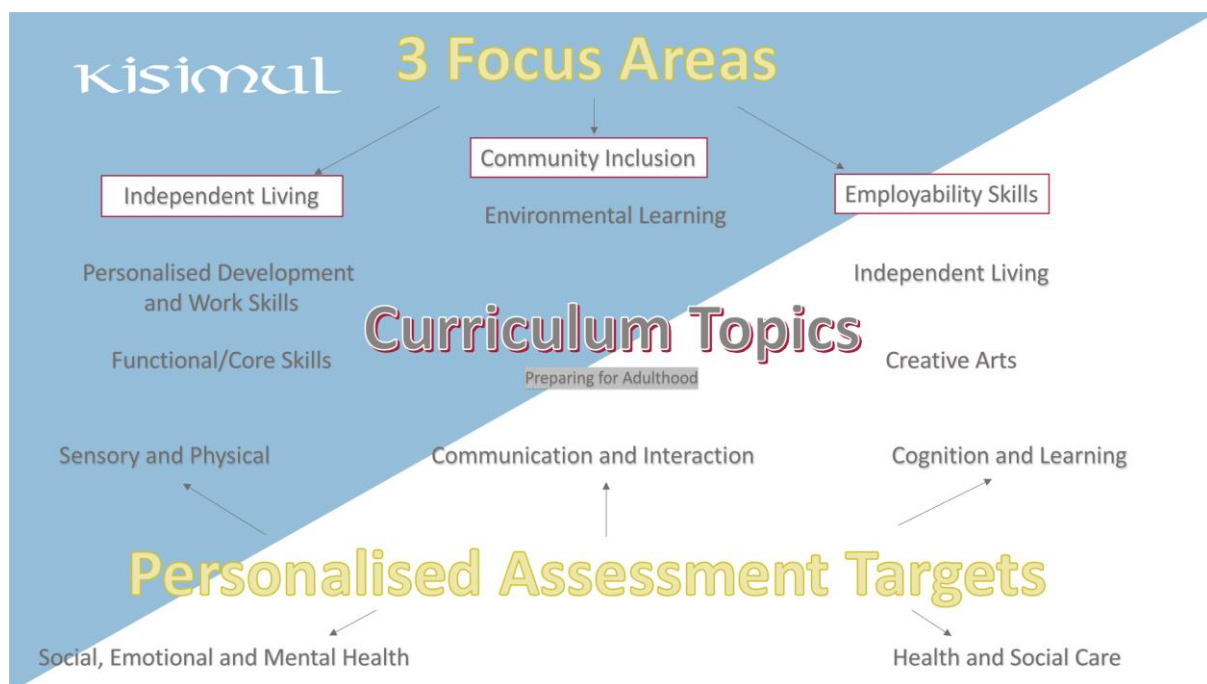 Kisimul
3 Focus Areas
Independent Living
Community Inclusion
Employability Skills
Environmental Learning
Personalised Development
and Work Skills
Independent Living
Curriculum Topics
Preparing for Adulthood
Functional/Core Skills
Creative Arts
Sensory and Physical
Communication and Interaction
Cognition and Learning
Personalised Assessment Targets
Social, Emotional and Mental Health
Health and Social Care